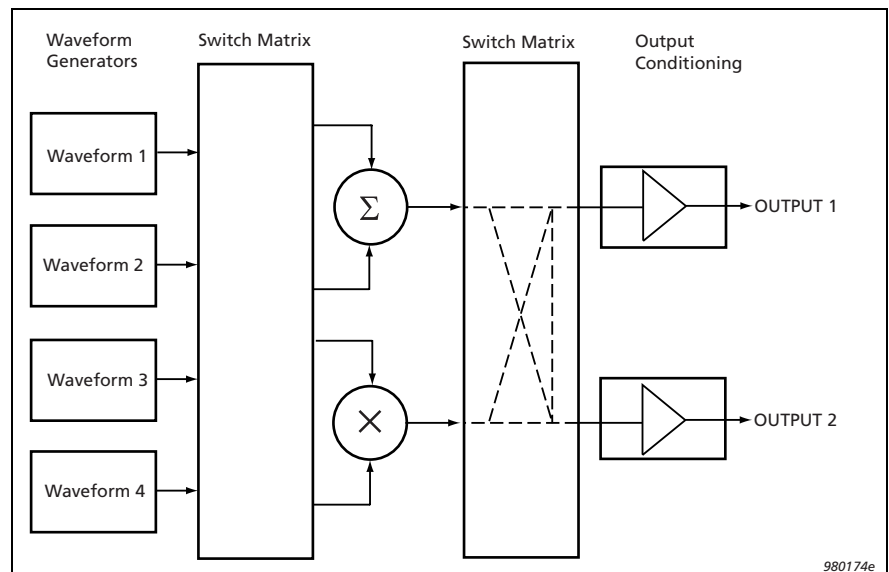 Waveform
Generators
Switch Matrix
Switch Matrix
Output
Conditioning
Waveform 1
Waveform 2
Waveform 3
Waveform 4
Σ
×
OUTPUT 1
OUTPUT 2
980174e